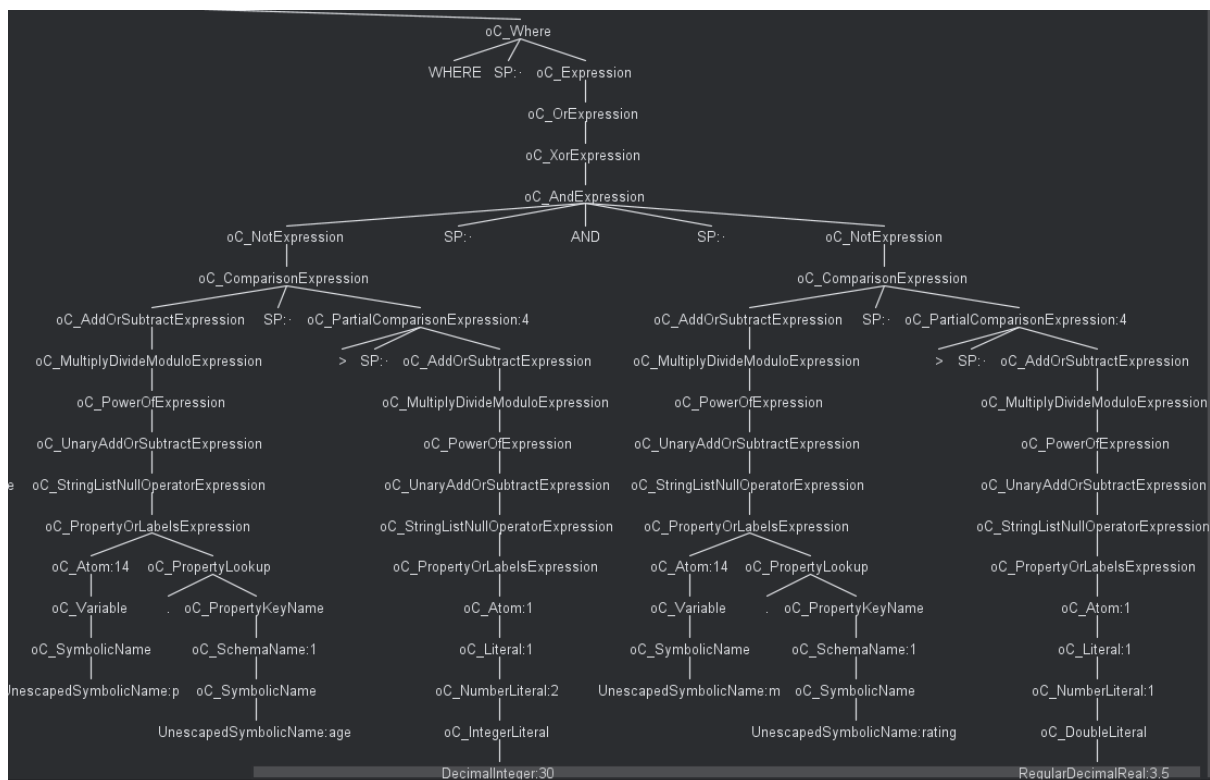 oC_Where
WHERE SP:· oC_Expression
oC_OrExpression
oC_XorExpression
oC_AndExpression
oC_NotExpression SP:· AND SP:· oC_NotExpression
oC_ComparisonExpression oC_ComparisonExpression
oC_AddOrSubtractExpression SP:· oC_PartialComparisonExpression:4 oC_AddOrSubtractExpression SP:· oC_PartialComparisonExpression:4
oC_MultiplyDivideModuloExpression > SP:· oC_AddOrSubtractExpression oC_MultiplyDivideModuloExpression > SP:· oC_AddOrSubtractExpression
oC_PowerOfExpression oC_MultiplyDivideModuloExpression oC_PowerOfExpression oC_MultiplyDivideModuloExpression
oC_UnaryAddOrSubtractExpression oC_PowerOfExpression oC_UnaryAddOrSubtractExpression oC_PowerOfExpression
e oC_StringListNullOperatorExpression oC_UnaryAddOrSubtractExpression oC_StringListNullOperatorExpression oC_UnaryAddOrSubtractExpression
oC_PropertyOrLabelsExpression oC_StringListNullOperatorExpression oC_PropertyOrLabelsExpression oC_StringListNullOperatorExpression
oC_Atom:14 oC_PropertyLookup oC_PropertyOrLabelsExpression oC_Atom:14 oC_PropertyLookup oC_PropertyOrLabelsExpression
oC_Variable . oC_PropertyKeyName oC_Atom:1 oC_Variable . oC_PropertyKeyName oC_Atom:1
oC_SymbolicName oC_SchemaName:1 oC_Literal:1 oC_SymbolicName oC_SchemaName:1 oC_Literal:1
UnescapedSymbolicName:p oC_SymbolicName oC_NumberLiteral:2 UnescapedSymbolicName:m oC_SymbolicName oC_NumberLiteral:1
UnescapedSymbolicName:age oC_IntegerLiteral UnescapedSymbolicName:rating oC_DoubleLiteral
DecimalInteger:30 RegularDecimalReal:3.5